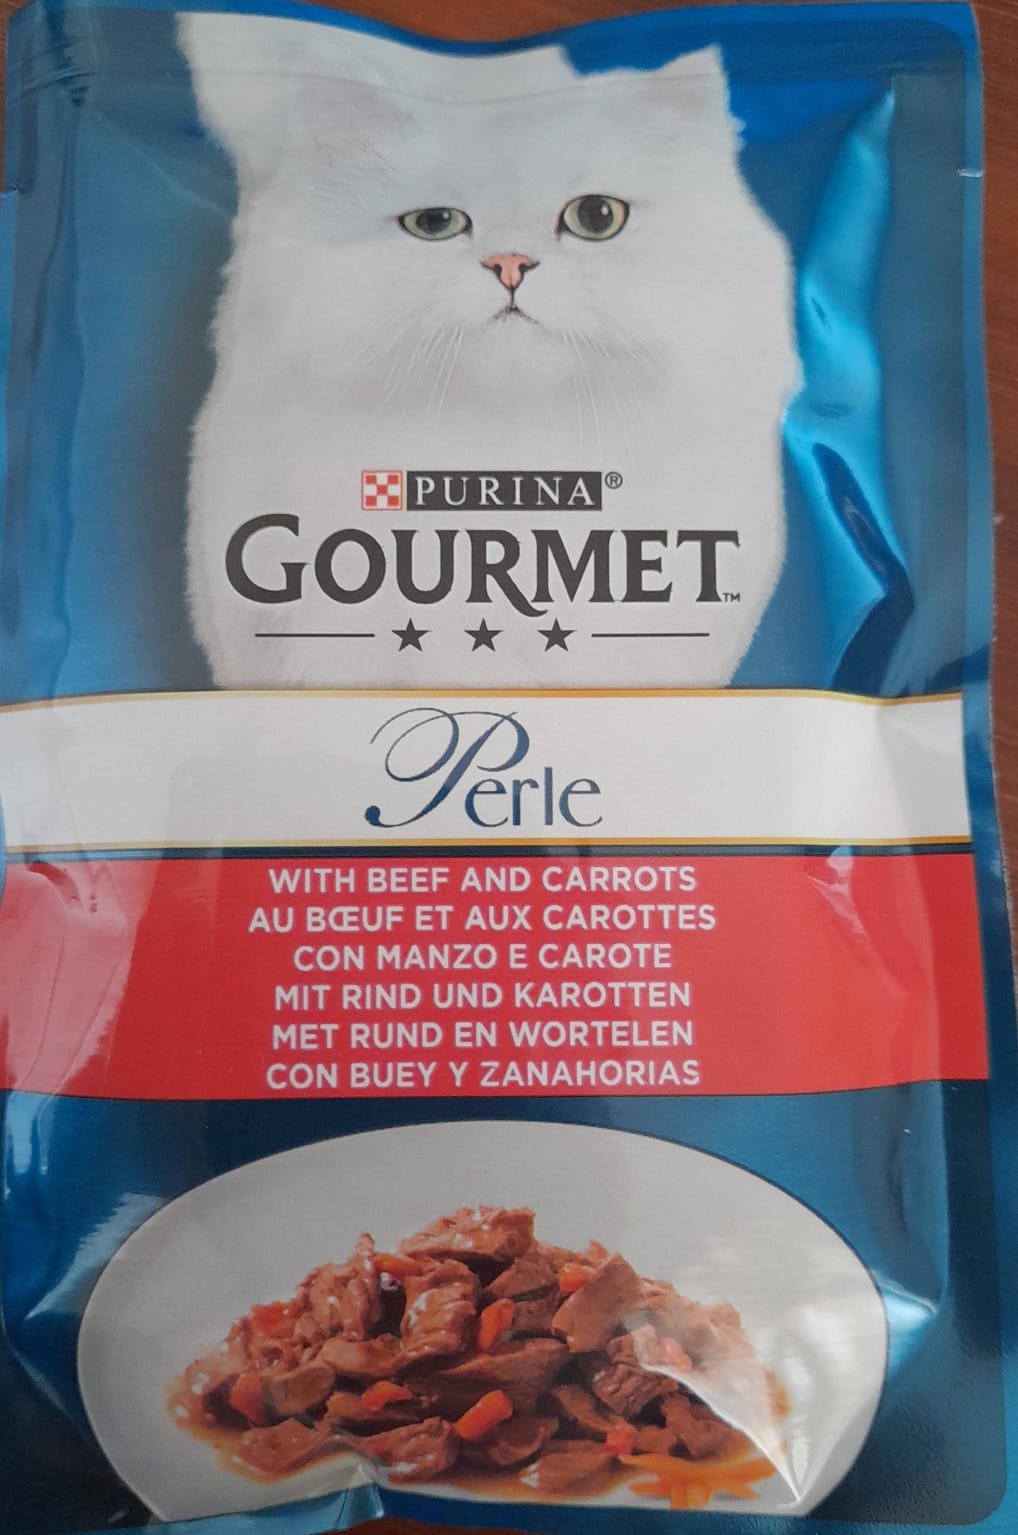 PURINA®
GOURMET™
Perle
WITH BEEF AND CARROTS
AU BŒUF ET AUX CAROTTES
CON MANZO E CAROTE
MIT RIND UND KAROTTEN
MET RUND EN WORTELEN
CON BUEY Y ZANAHORIAS